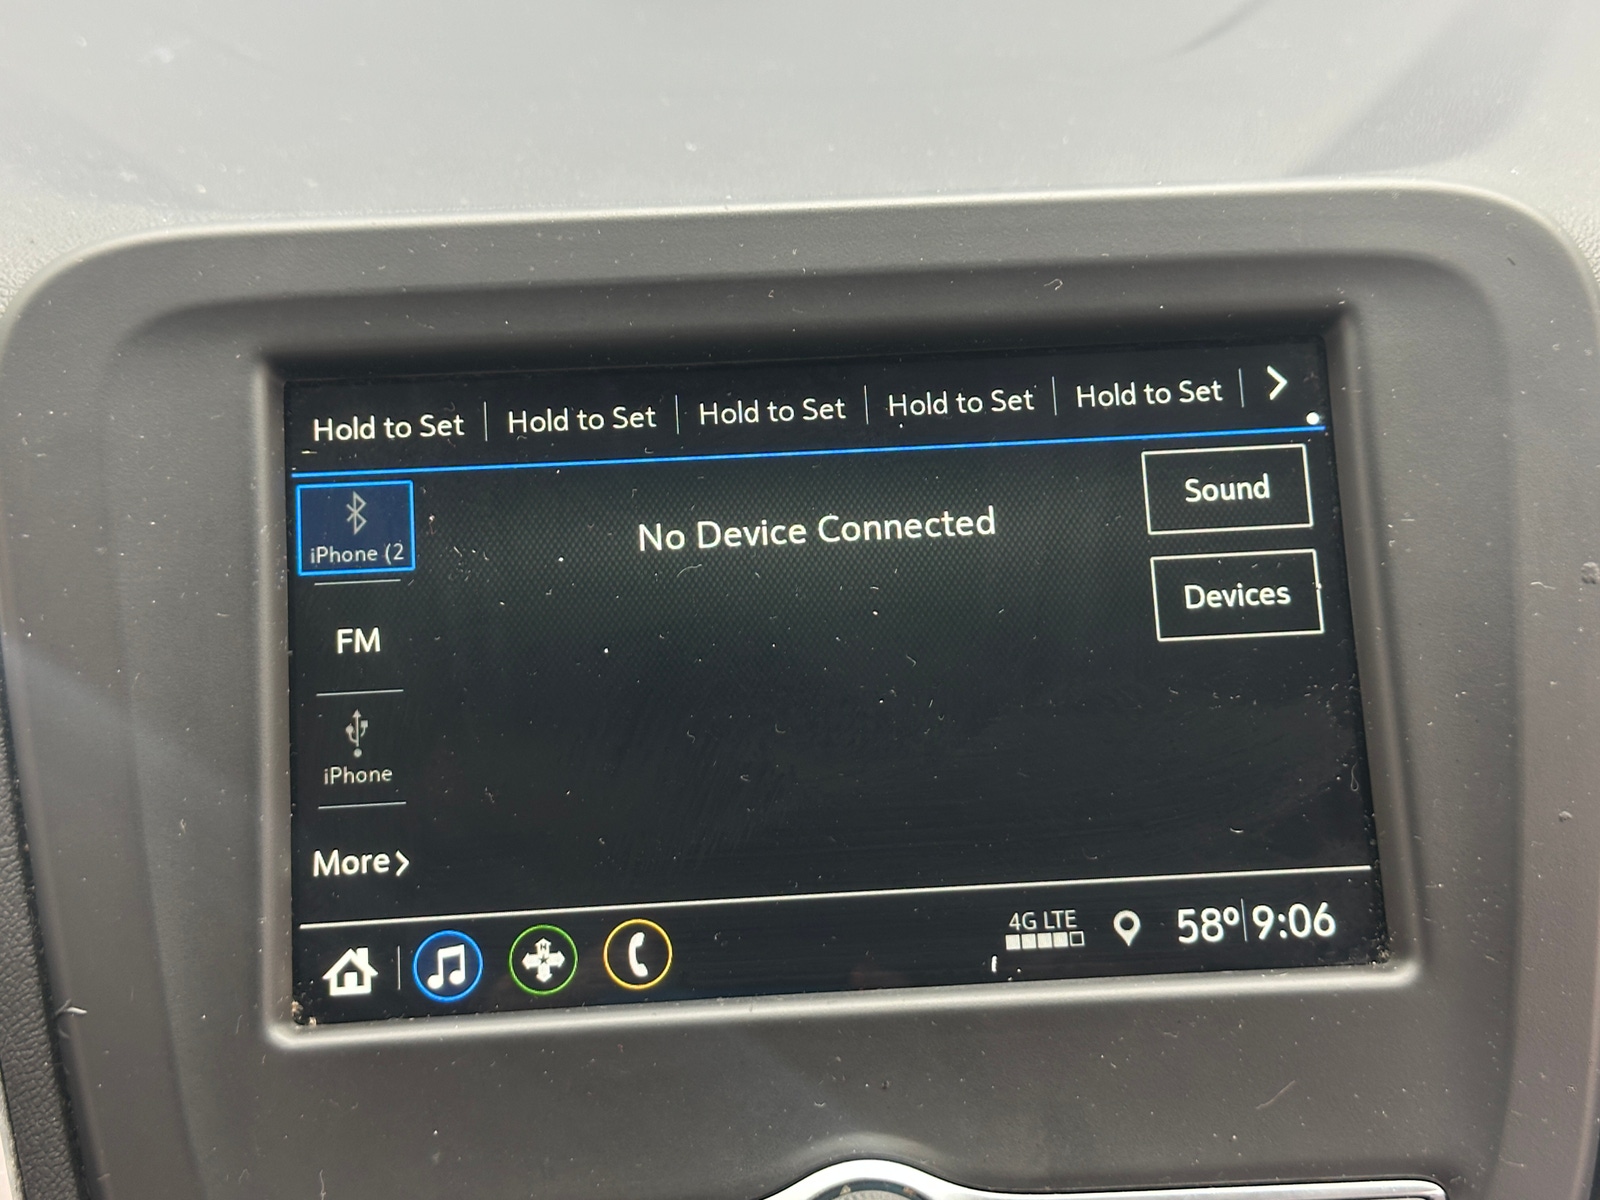 Hold to Set Hold to Set Hold to Set Hold to Set Hold to Set >
iPhone (2
No Device Connected
Sound
Devices
FM
iPhone
More >
4G LTE
58° 9:06